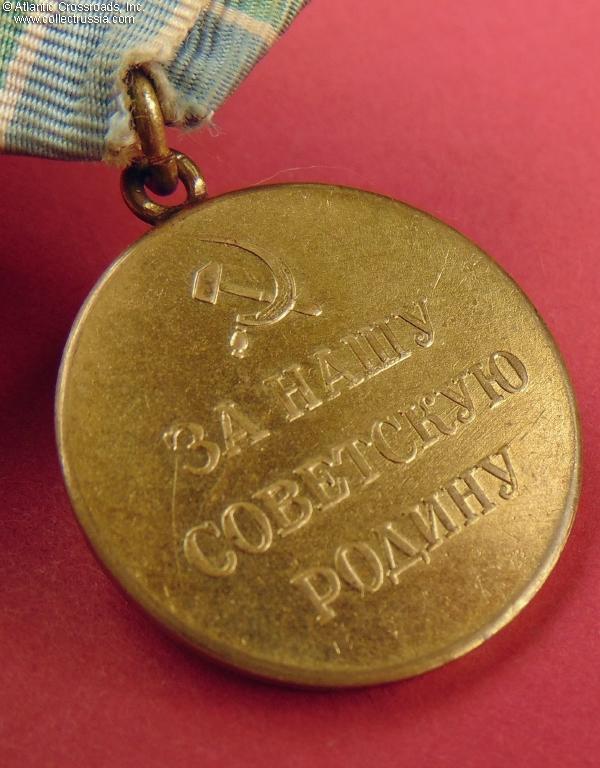 © Atlantic Crossroads, Inc.
www.collectrussia.com
ЗА НАШУ
СОВЕТСКУЮ
РОДИНУ